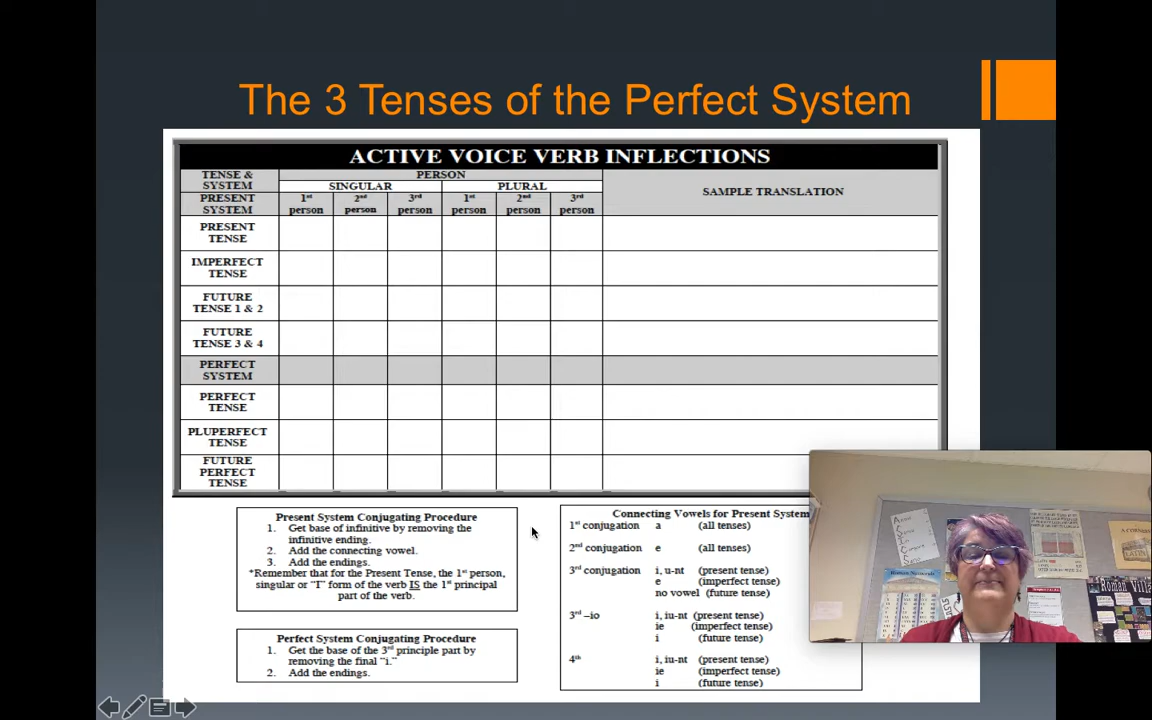 The 3 Tenses of the Perfect System
ACTIVE VOICE VERB INFLECTIONS
TENSE & SYSTEM
PERSON
SAMPLE TRANSLATION
SINGULAR
PLURAL
PRESENT SYSTEM
1st person
2nd person
3rd person
1st person
2nd person
3rd person
PRESENT TENSE
IMPERFECT TENSE
FUTURE TENSE 1 & 2
FUTURE TENSE 3 & 4
PERFECT SYSTEM
PERFECT TENSE
PLUPERFECT TENSE
FUTURE PERFECT TENSE
Present System Conjugating Procedure
1. Get base of infinitive by removing the
infinitive ending.
2. Add the connecting vowel.
3. Add the endings.
*Remember that for the Present Tense, the 1st person,
singular or “I” form of the verb IS the 1st principal
part of the verb.
Perfect System Conjugating Procedure
1. Get the base of the 3rd principle part by
removing the final “i.”
2. Add the endings.
Connecting Vowels for Present System
1st conjugation a (all tenses)
2nd conjugation e (all tenses)
3rd conjugation i, u-nt (present tense)
e (imperfect tense)
no vowel (future tense)
3rd –io i, iu-nt (present tense)
ie (imperfect tense)
i (future tense)
4th i, iu-nt (present tense)
ie (imperfect tense)
i (future tense)
Roman Numerals
LATIN